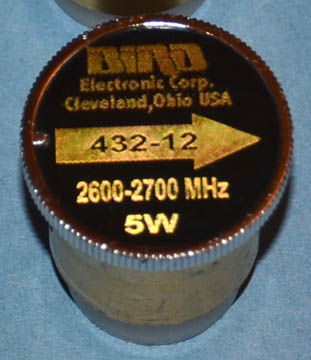 BIRD
Electronic Corp.
Cleveland,Ohio USA
432-12
2600-2700 MHz
5W